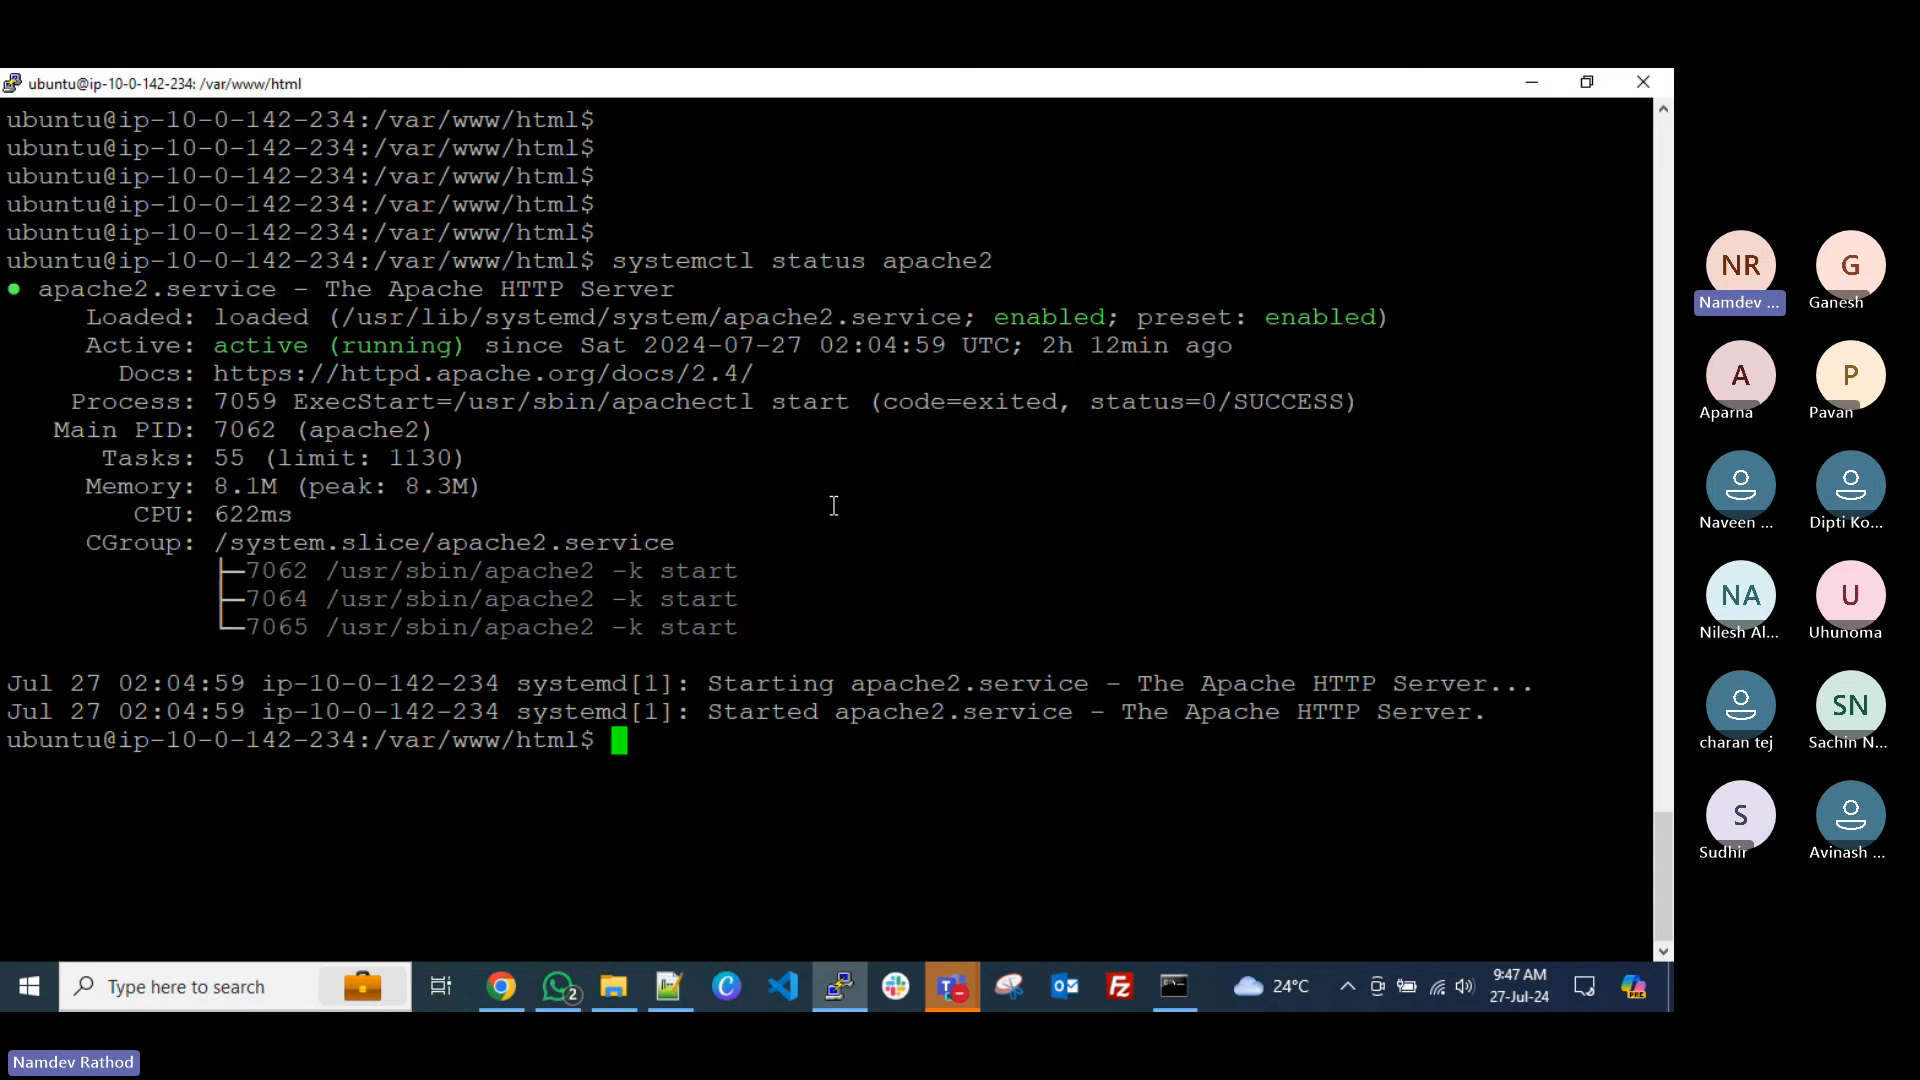 ubuntu@ip-10-0-142-234: /var/www/html
ubuntu@ip-10-0-142-234:/var/www/html$
ubuntu@ip-10-0-142-234:/var/www/html$
ubuntu@ip-10-0-142-234:/var/www/html$
ubuntu@ip-10-0-142-234:/var/www/html$
ubuntu@ip-10-0-142-234:/var/www/html$
ubuntu@ip-10-0-142-234:/var/www/html$ systemctl status apache2
● apache2.service - The Apache HTTP Server
Loaded: loaded (/usr/lib/systemd/system/apache2.service; enabled; preset: enabled)
Active: active (running) since Sat 2024-07-27 02:04:59 UTC; 2h 12min ago
Docs: https://httpd.apache.org/docs/2.4/
Process: 7059 ExecStart=/usr/sbin/apachectl start (code=exited, status=0/SUCCESS)
Main PID: 7062 (apache2)
Tasks: 55 (limit: 1130)
Memory: 8.1M (peak: 8.3M)
CPU: 622ms
CGroup: /system.slice/apache2.service
├─7062 /usr/sbin/apache2 -k start
├─7064 /usr/sbin/apache2 -k start
└─7065 /usr/sbin/apache2 -k start
Jul 27 02:04:59 ip-10-0-142-234 systemd[1]: Starting apache2.service - The Apache HTTP Server...
Jul 27 02:04:59 ip-10-0-142-234 systemd[1]: Started apache2.service - The Apache HTTP Server.
ubuntu@ip-10-0-142-234:/var/www/html$
NR G
Namdev ... Ganesh
A P
Aparna Pavan
Naveen ... Dipti Ko...
NA U
Nilesh Al... Uhunoma
SN
charan tej Sachin N...
S
Sudhir Avinash ...
Type here to search
2
24°C
9:47 AM
27-Jul-24
PRE
Namdev Rathod